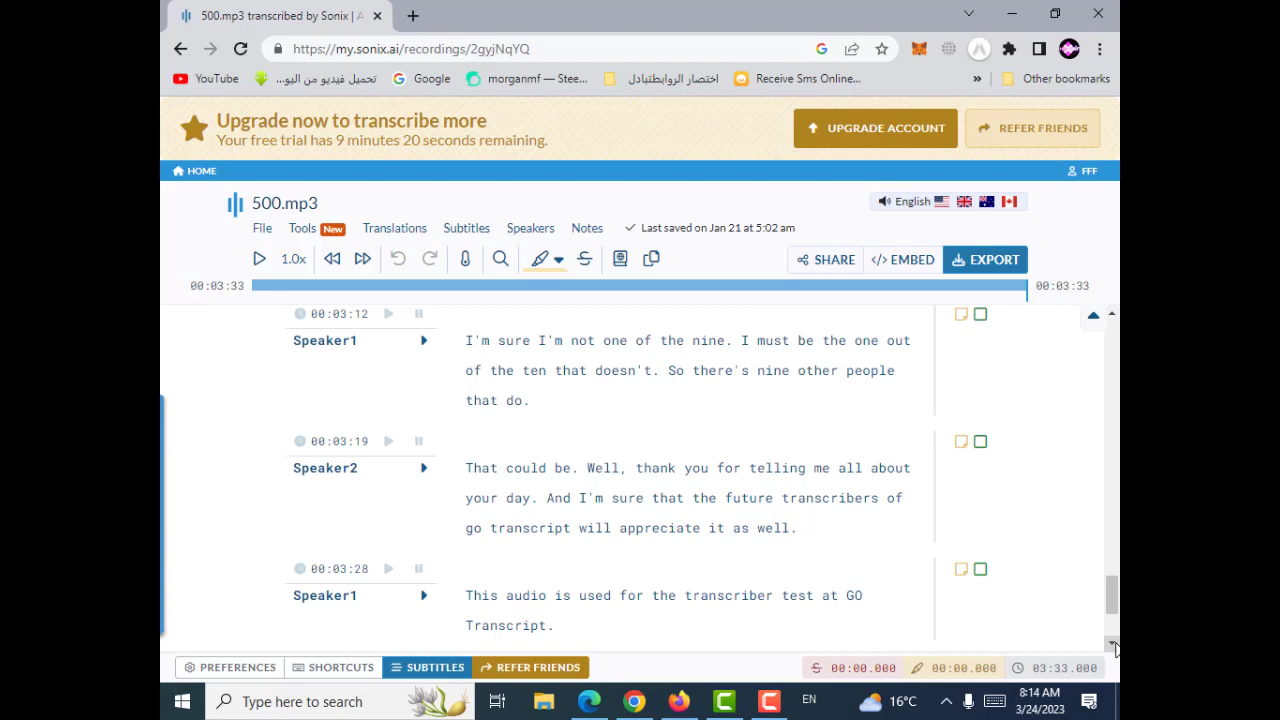 500.mp3 transcribed by Sonix | A
https://my.sonix.ai/recordings/2gyjNqYQ
YouTube
تحميل فيديو من اليو...
Google
morganmf — Stee...
اختصار الروابطتبادل
Receive Sms Online...
»
Other bookmarks
Upgrade now to transcribe more
Your free trial has 9 minutes 20 seconds remaining.
UPGRADE ACCOUNT
REFER FRIENDS
HOME
FFF
500.mp3
English
File Tools New Translations Subtitles Speakers Notes
Last saved on Jan 21 at 5:02 am
1.0x
SHARE
</> EMBED
EXPORT
00:03:33
00:03:33
00:03:12
Speaker1
I'm sure I'm not one of the nine. I must be the one out
of the ten that doesn't. So there's nine other people
that do.
00:03:19
Speaker2
That could be. Well, thank you for telling me all about
your day. And I'm sure that the future transcribers of
go transcript will appreciate it as well.
00:03:28
Speaker1
This audio is used for the transcriber test at GO
Transcript.
PREFERENCES
SHORTCUTS
SUBTITLES
REFER FRIENDS
00:00.000
00:00.000
03:33.000
Type here to search
16°C
EN
8:14 AM
3/24/2023